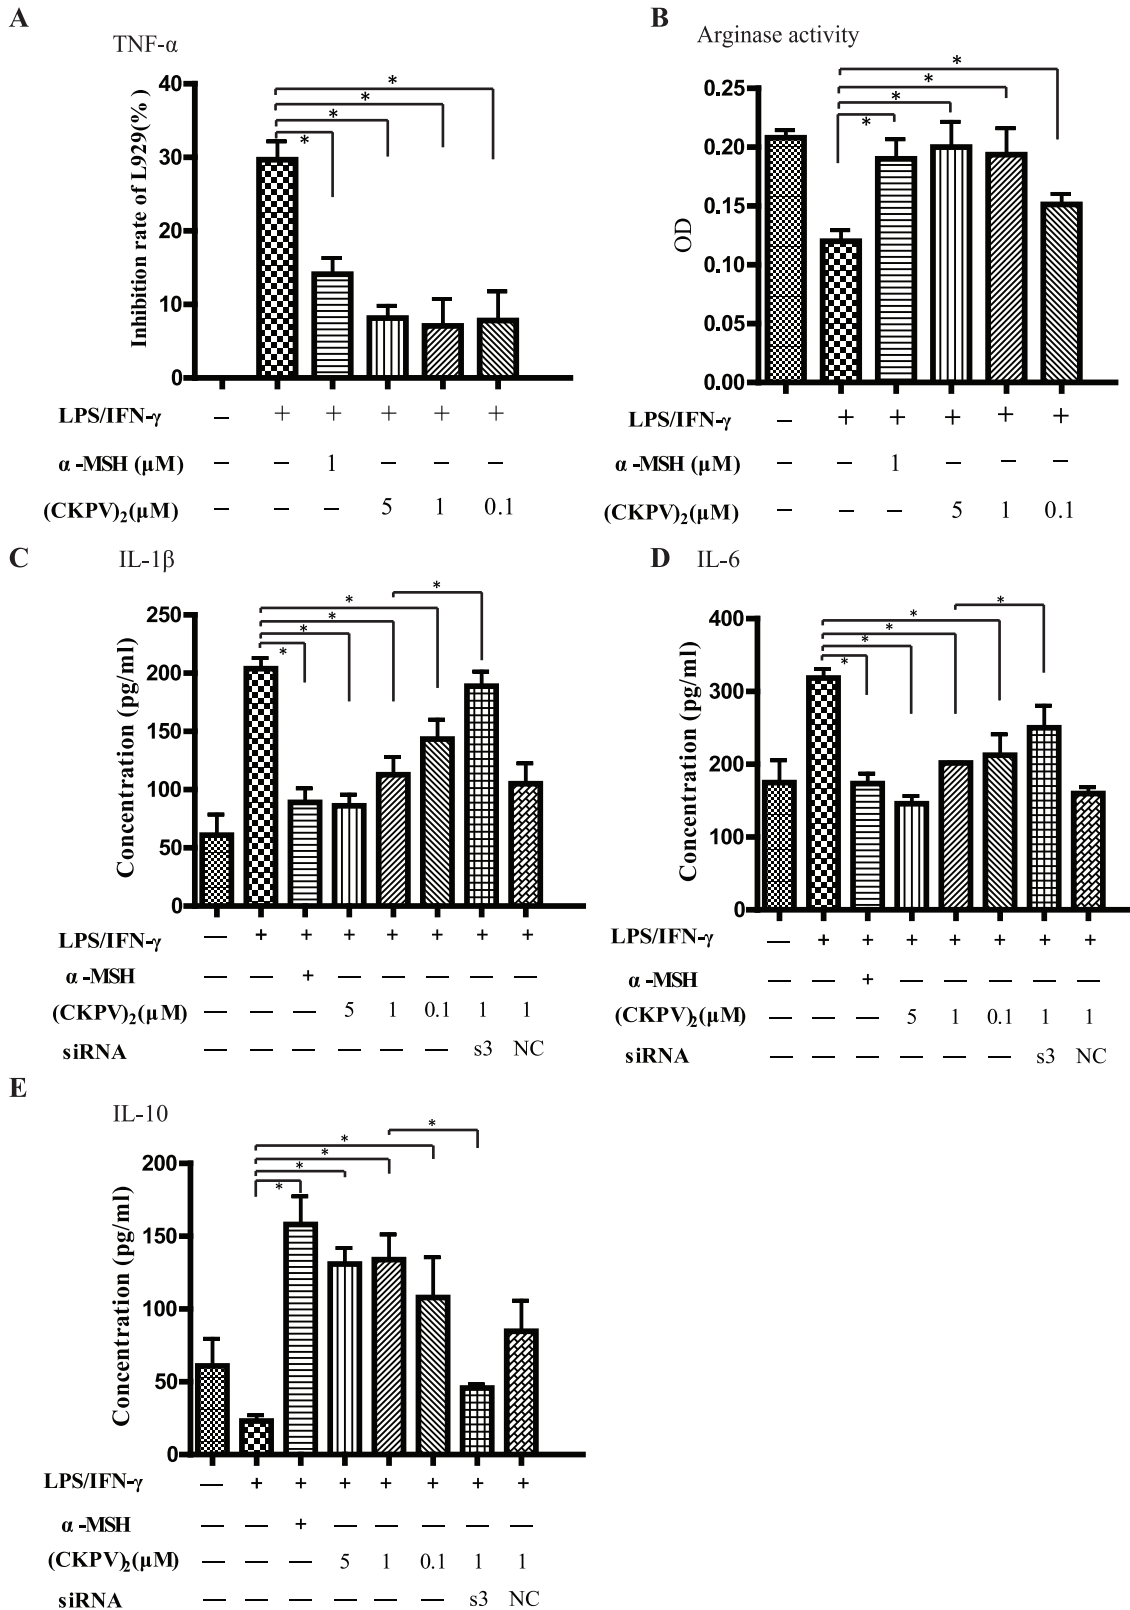 A
TNF-α
Inhibition rate of L929(%)
40
30
20
10
0
* * * *
LPS/IFN-γ – + + + + +
α -MSH (μM) – – 1 – – –
(CKPV)2(μM) – – – 5 1 0.1
B
Arginase activity
OD
0.25
0.20
0.15
0.10
0.05
0.00
* * * *
LPS/IFN-γ – + + + + +
α -MSH(μM) – – 1 – – –
(CKPV)2(μM) – – – 5 1 0.1
C
IL-1β
Concentration (pg/ml)
250
200
150
100
50
0
* * * * *
LPS/IFN-γ — + + + + + + +
α -MSH — — + — — — — —
(CKPV)2(μM) — — — 5 1 0.1 1 1
siRNA — — — — — — s3 NC
D
IL-6
Concentration (pg/ml)
400
300
200
100
0
* * * * *
LPS/IFN-γ — + + + + + + +
α -MSH — — + — — — — —
(CKPV)2(μM) — — — 5 1 0.1 1 1
siRNA — — — — — — s3 NC
E
IL-10
Concentration (pg/ml)
200
150
100
50
0
* * * * *
LPS/IFN-γ — + + + + + + +
α -MSH — — + — — — — —
(CKPV)2(μM) — — — 5 1 0.1 1 1
siRNA — — — — — — s3 NC